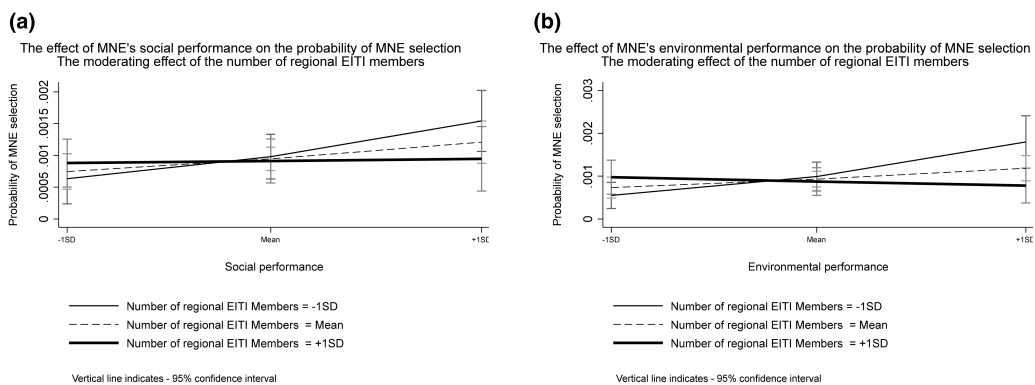 (a)
The effect of MNE's social performance on the probability of MNE selection
The moderating effect of the number of regional EITI members
Probability of MNE selection
.002
.0015
.001
.0005
0
-1SD
Mean
+1SD
Social performance
Number of regional EITI Members = -1SD
Number of regional EITI Members = Mean
Number of regional EITI Members = +1SD
Vertical line indicates - 95% confidence interval
(b)
The effect of MNE's environmental performance on the probability of MNE selection
The moderating effect of the number of regional EITI members
Probability of MNE selection
.003
.002
.001
0
-1SD
Mean
+1SD
Environmental performance
Number of regional EITI Members = -1SD
Number of regional EITI Members = Mean
Number of regional EITI Members = +1SD
Vertical line indicates - 95% confidence interval